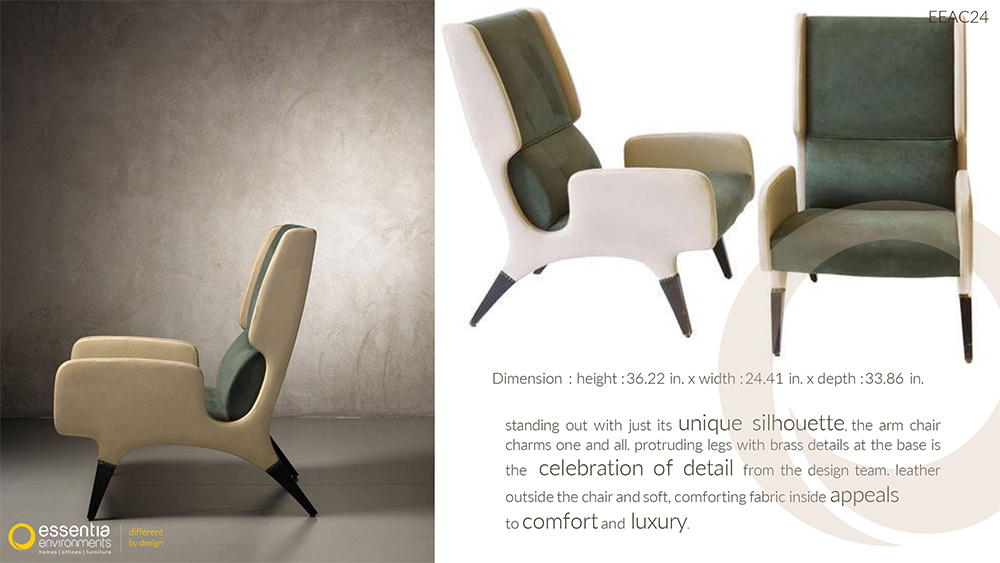 EEAC24
Dimension : height :36.22 in. x width :24.41 in. x depth :33.86 in.
standing out with just its unique silhouette, the arm chair
charms one and all. protruding legs with brass details at the base is
the celebration of detail from the design team. leather
outside the chair and soft, comforting fabric inside appeals
to comfort and luxury.
essentia
environments
homes | offices | furniture
different
by design